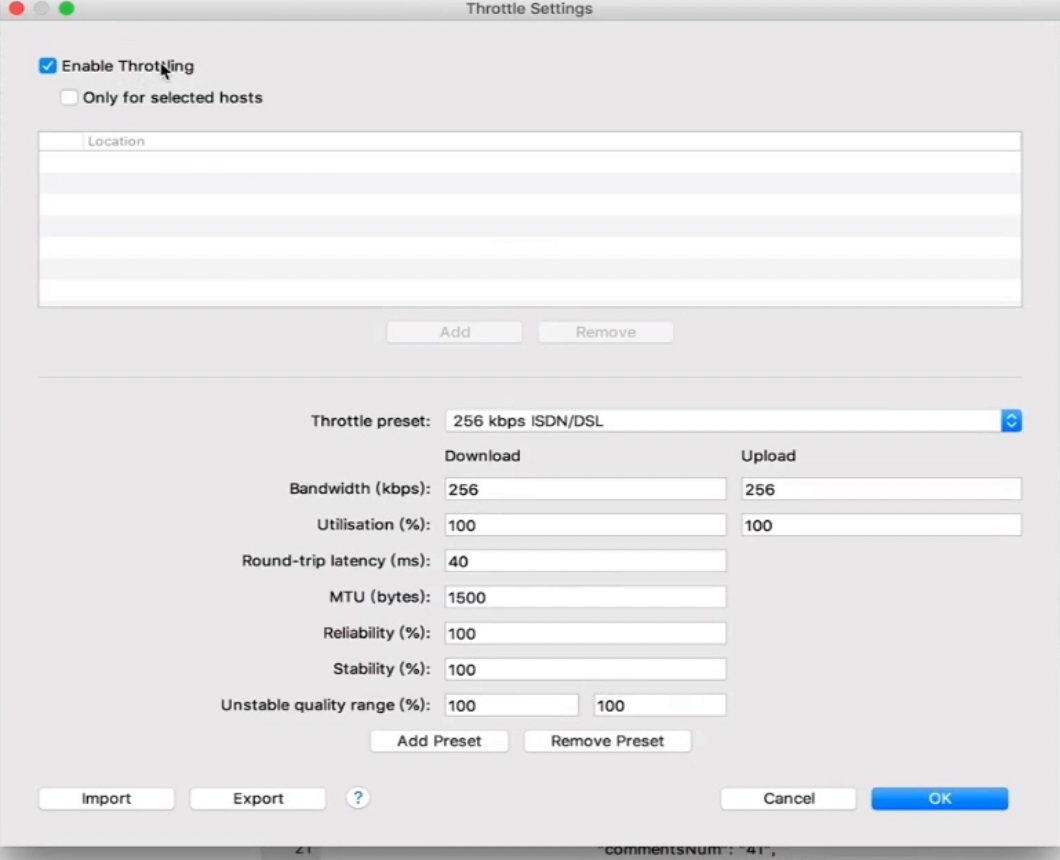 Throttle Settings
Enable Throttling
Only for selected hosts
Location
Add Remove
Throttle preset: 256 kbps ISDN/DSL
Download Upload
Bandwidth (kbps): 256 256
Utilisation (%): 100 100
Round-trip latency (ms): 40
MTU (bytes): 1500
Reliability (%): 100
Stability (%): 100
Unstable quality range (%): 100 100
Add Preset Remove Preset
Import Export ? Cancel OK
21 "commentsNum": "41",